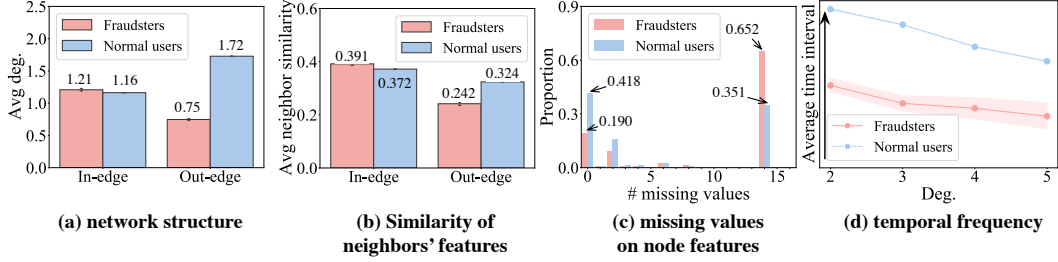 2.5
2.0
1.5
1.0
0.5
0.0
Avg deg.
Fraudsters
Normal users
1.21
1.16
0.75
1.72
In-edge
Out-edge
(a) network structure
0.6
0.4
0.2
0.0
Avg neighbor similarity
Fraudsters
Normal users
0.391
0.372
0.242
0.324
In-edge
Out-edge
(b) Similarity of
neighbors' features
0.9
0.6
0.3
0.0
Proportion
Fraudsters
Normal users
0.652
0.418
0.351
0.190
0
5
10
15
# missing values
(c) missing values
on node features
Average time interval
Fraudsters
Normal users
2
3
4
5
Deg.
(d) temporal frequency